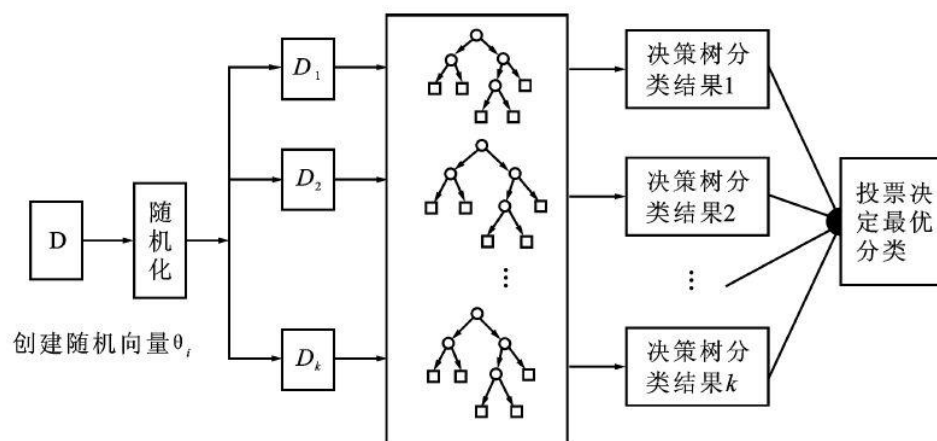 D
随
机
化
创建随机向量θᵢ
D₁
D₂
Dₖ
⋮
决策树分
类结果1
决策树分
类结果2
⋮
决策树分
类结果k
投票决
定最优
分类